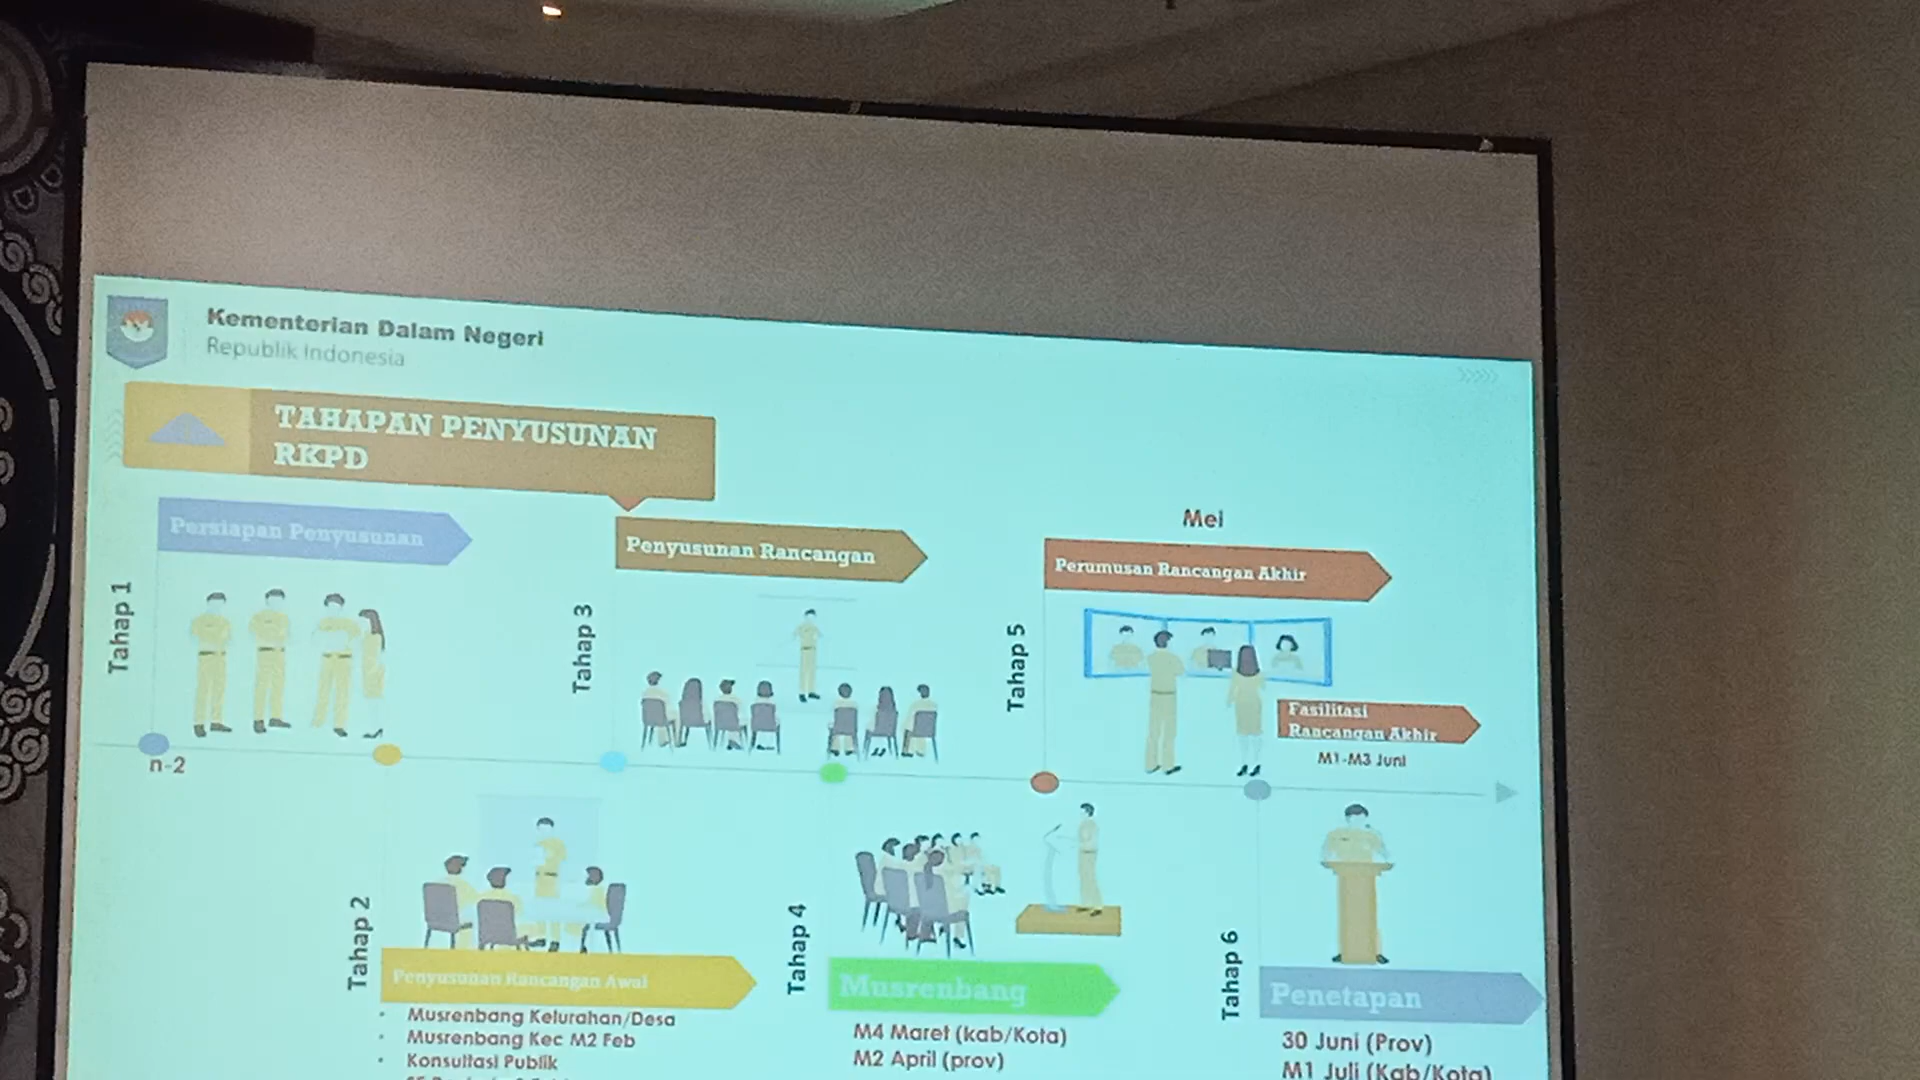 Kementerian Dalam Negeri
Republik Indonesia
TAHAPAN PENYUSUNAN
RKPD
Tahap 1
Persiapan Penyusunan
n-2
Tahap 2
Penyusunan Rancangan Awal
• Musrenbang Kelurahan/Desa
• Musrenbang Kec M2 Feb
• Konsultasi Publik
Tahap 3
Penyusunan Rancangan
Tahap 4
Musrenbang
M4 Maret (kab/Kota)
M2 April (prov)
Tahap 5
Mei
Perumusan Rancangan Akhir
Fasilitasi
Rancangan Akhir
M1-M3 Juni
Tahap 6
Penetapan
30 Juni (Prov)
M1 Juli (Kab/Kota)